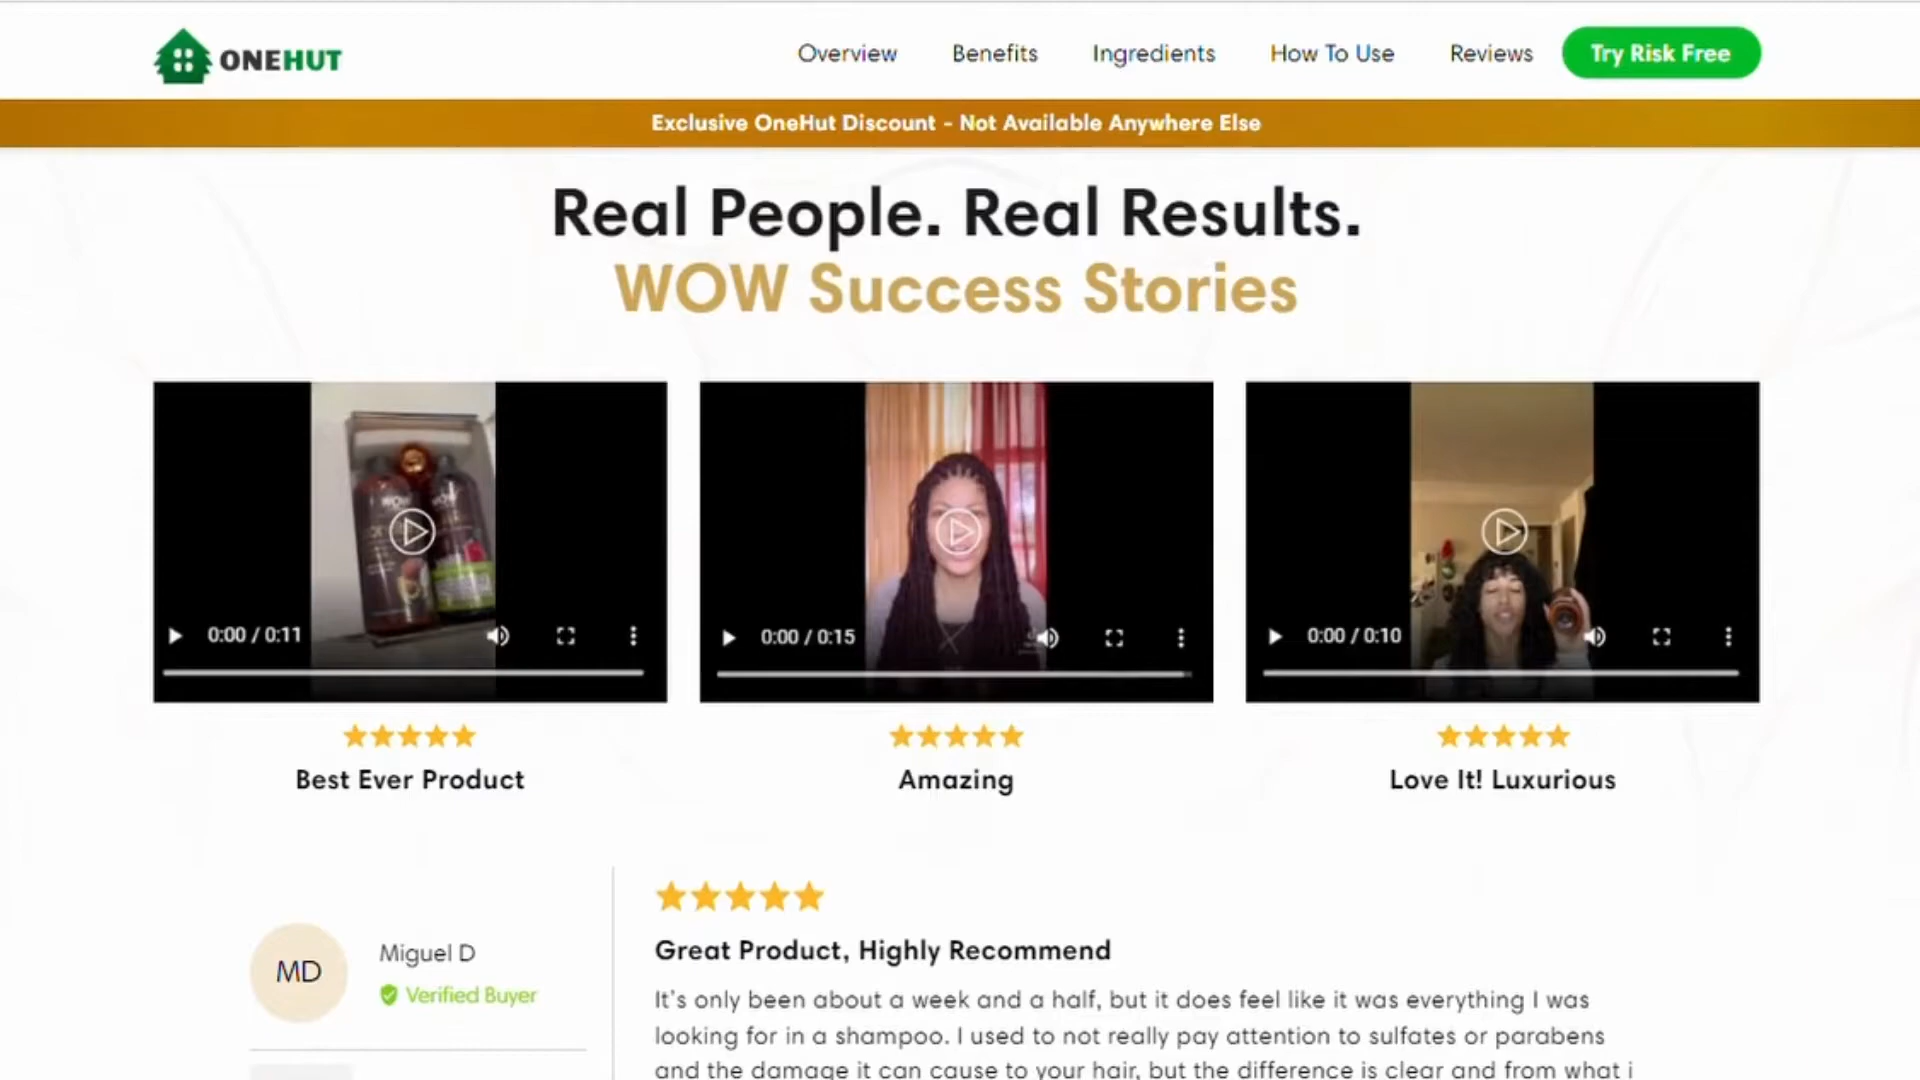 ONEHUT
Overview
Benefits
Ingredients
How To Use
Reviews
Try Risk Free
Exclusive OneHut Discount - Not Available Anywhere Else
Real People. Real Results.
WOW Success Stories
WOW
0:00 / 0:11
0:00 / 0:15
0:00 / 0:10
Best Ever Product
Amazing
Love It! Luxurious
MD
Miguel D
Verified Buyer
Great Product, Highly Recommend
It's only been about a week and a half, but it does feel like it was everything I was
looking for in a shampoo. I used to not really pay attention to sulfates or parabens
and the damage it can cause to your hair, but the difference is clear and from what i